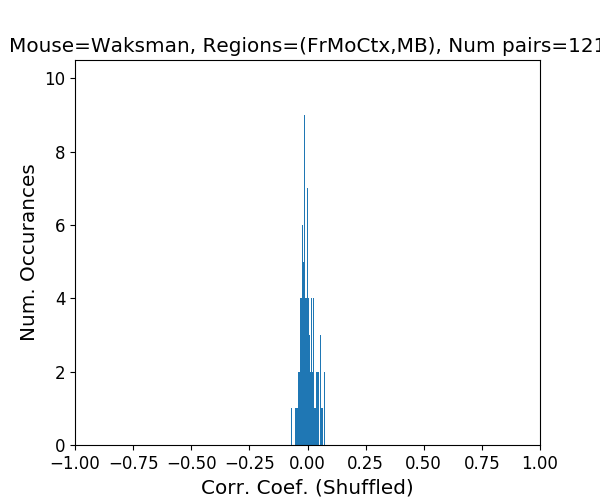 Mouse=Waksman, Regions=(FrMoCtx,MB), Num pairs=121
10
8
6
4
2
0
Num. Occurances
−1.00 −0.75 −0.50 −0.25 0.00 0.25 0.50 0.75 1.00
Corr. Coef. (Shuffled)